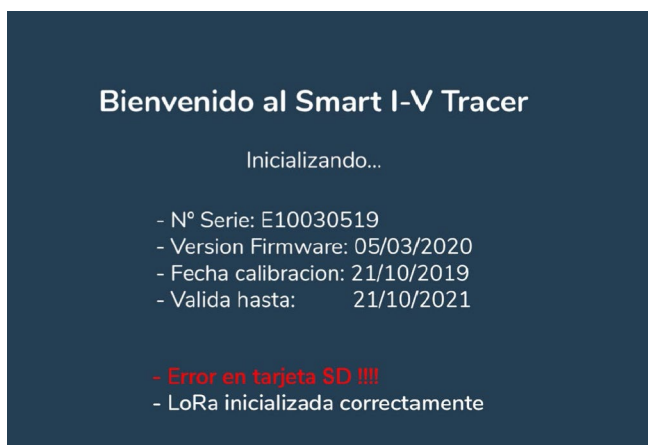 Bienvenido al Smart I-V Tracer
Inicializando...
- Nº Serie: E10030519
- Version Firmware: 05/03/2020
- Fecha calibracion: 21/10/2019
- Valida hasta: 21/10/2021
- Error en tarjeta SD !!!!
- LoRa inicializada correctamente